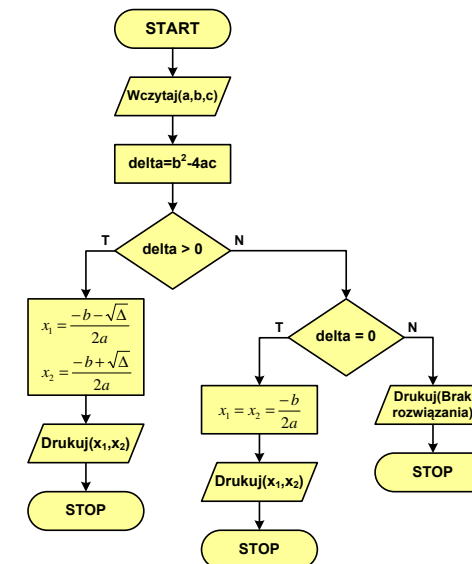 START
Wczytaj(a,b,c)
delta=b²-4ac
delta > 0
T
N
x₁ = (-b-√Δ)/2a
x₂ = (-b+√Δ)/2a
Drukuj(x₁,x₂)
STOP
delta = 0
T
N
x₁ = x₂ = -b/2a
Drukuj(x₁,x₂)
STOP
Drukuj(Brak
rozwiązania)
STOP